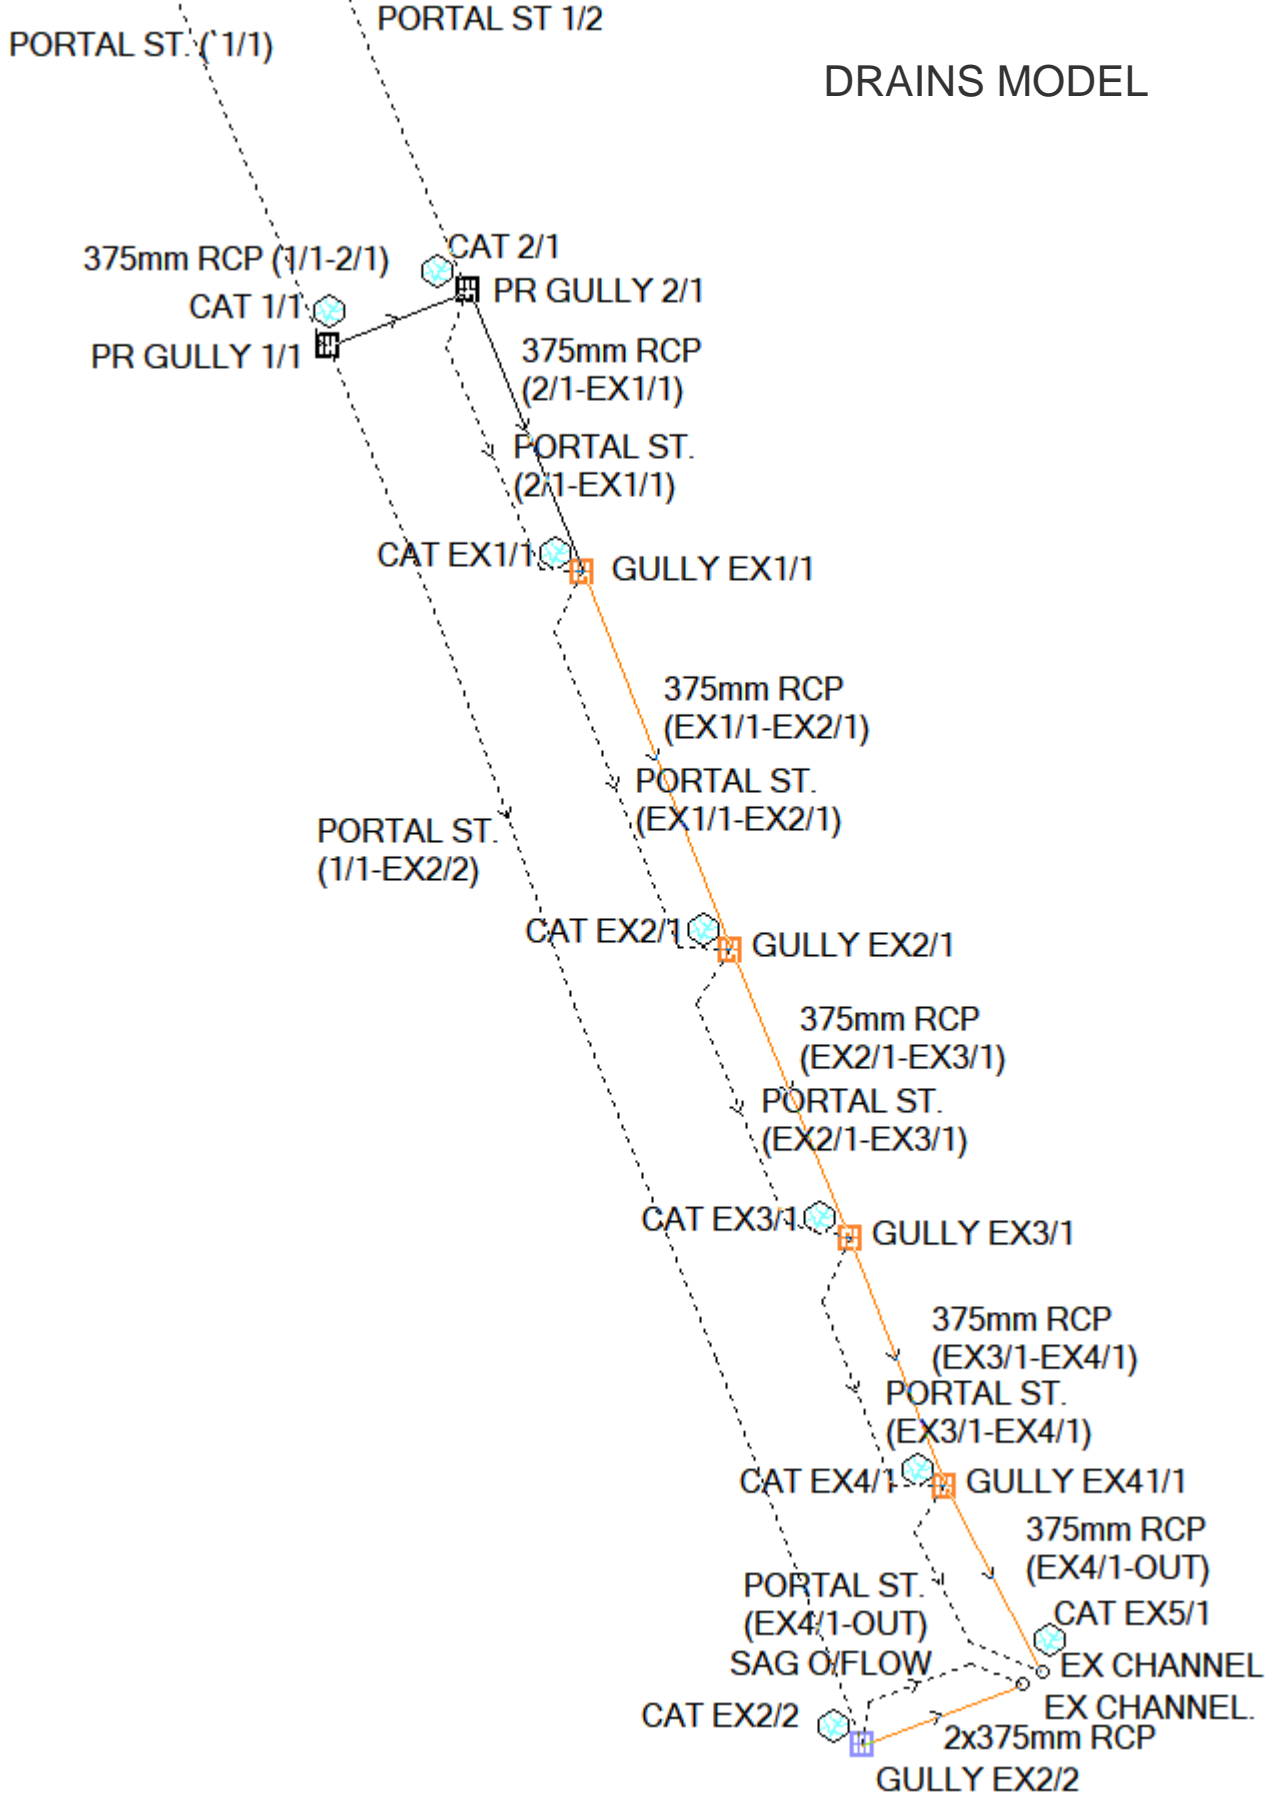 PORTAL ST 1/2
PORTAL ST. (`1/1)
DRAINS MODEL
CAT 2/1
375mm RCP (1/1-2/1)
PR GULLY 2/1
CAT 1/1
PR GULLY 1/1
375mm RCP
(2/1-EX1/1)
PORTAL ST.
(2/1-EX1/1)
CAT EX1/1
GULLY EX1/1
375mm RCP
(EX1/1-EX2/1)
PORTAL ST.
(EX1/1-EX2/1)
PORTAL ST.
(1/1-EX2/2)
CAT EX2/1
GULLY EX2/1
375mm RCP
(EX2/1-EX3/1)
PORTAL ST.
(EX2/1-EX3/1)
CAT EX3/1
GULLY EX3/1
375mm RCP
(EX3/1-EX4/1)
PORTAL ST.
(EX3/1-EX4/1)
CAT EX4/1
GULLY EX41/1
375mm RCP
(EX4/1-OUT)
PORTAL ST.
(EX4/1-OUT)
CAT EX5/1
SAG O/FLOW
EX CHANNEL
EX CHANNEL.
CAT EX2/2
2x375mm RCP
GULLY EX2/2